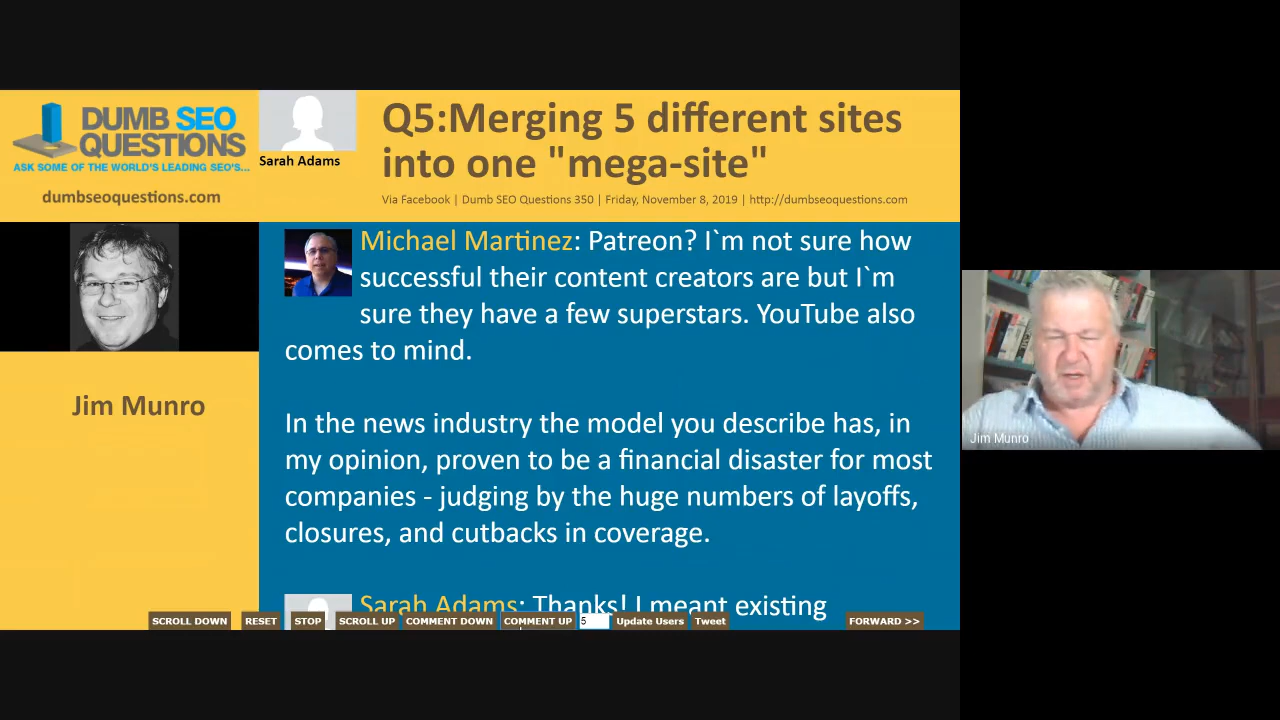 DUMB SEO
QUESTIONS
ASK SOME OF THE WORLD'S LEADING SEO's...
dumbseoquestions.com
Sarah Adams
Q5:Merging 5 different sites
into one "mega-site"
Via Facebook | Dumb SEO Questions 350 | Friday, November 8, 2019 | http://dumbseoquestions.com
Jim Munro
Michael Martinez: Patreon? I`m not sure how
successful their content creators are but I`m
sure they have a few superstars. YouTube also
comes to mind.
In the news industry the model you describe has, in
my opinion, proven to be a financial disaster for most
companies - judging by the huge numbers of layoffs,
closures, and cutbacks in coverage.
Sarah Adams: Thanks! I meant existing
SCROLL DOWN RESET STOP SCROLL UP COMMENT DOWN COMMENT UP 5 Update Users Tweet FORWARD >>
Jim Munro